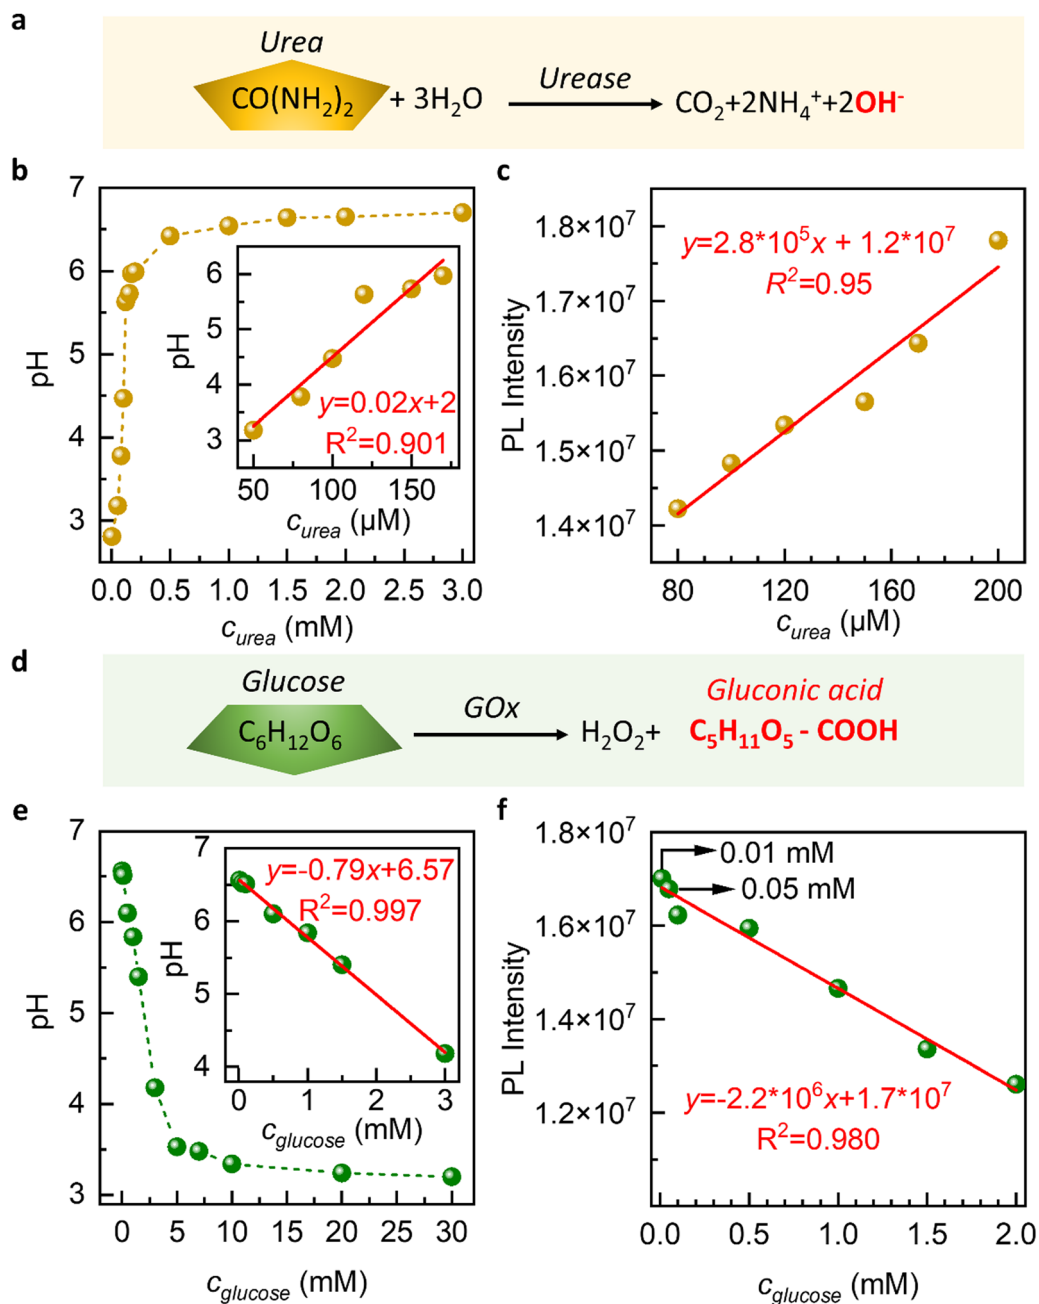 a
Urea
CO(NH₂)₂ + 3H₂O
Urease
CO₂+2NH₄⁺+2OH⁻
b
7
6
5
4
3
pH
0.0 0.5 1.0 1.5 2.0 2.5 3.0
c_urea (mM)
6
5
4
3
pH
y=0.02x+2
R²=0.901
50 100 150
c_urea (µM)
c
1.8×10⁷
1.7×10⁷
1.6×10⁷
1.5×10⁷
1.4×10⁷
PL Intensity
y=2.8*10⁵x + 1.2*10⁷
R²=0.95
80 120 160 200
c_urea (µM)
d
Glucose
C₆H₁₂O₆
GOx
H₂O₂+
Gluconic acid
C₅H₁₁O₅ - COOH
e
7
6
5
4
3
pH
0 5 10 15 20 25 30
c_glucose (mM)
7
6
5
4
pH
y=-0.79x+6.57
R²=0.997
0 1 2 3
c_glucose (mM)
f
1.8×10⁷
1.6×10⁷
1.4×10⁷
1.2×10⁷
PL Intensity
0.01 mM
0.05 mM
y=-2.2*10⁶x+1.7*10⁷
R²=0.980
0.0 0.5 1.0 1.5 2.0
c_glucose (mM)